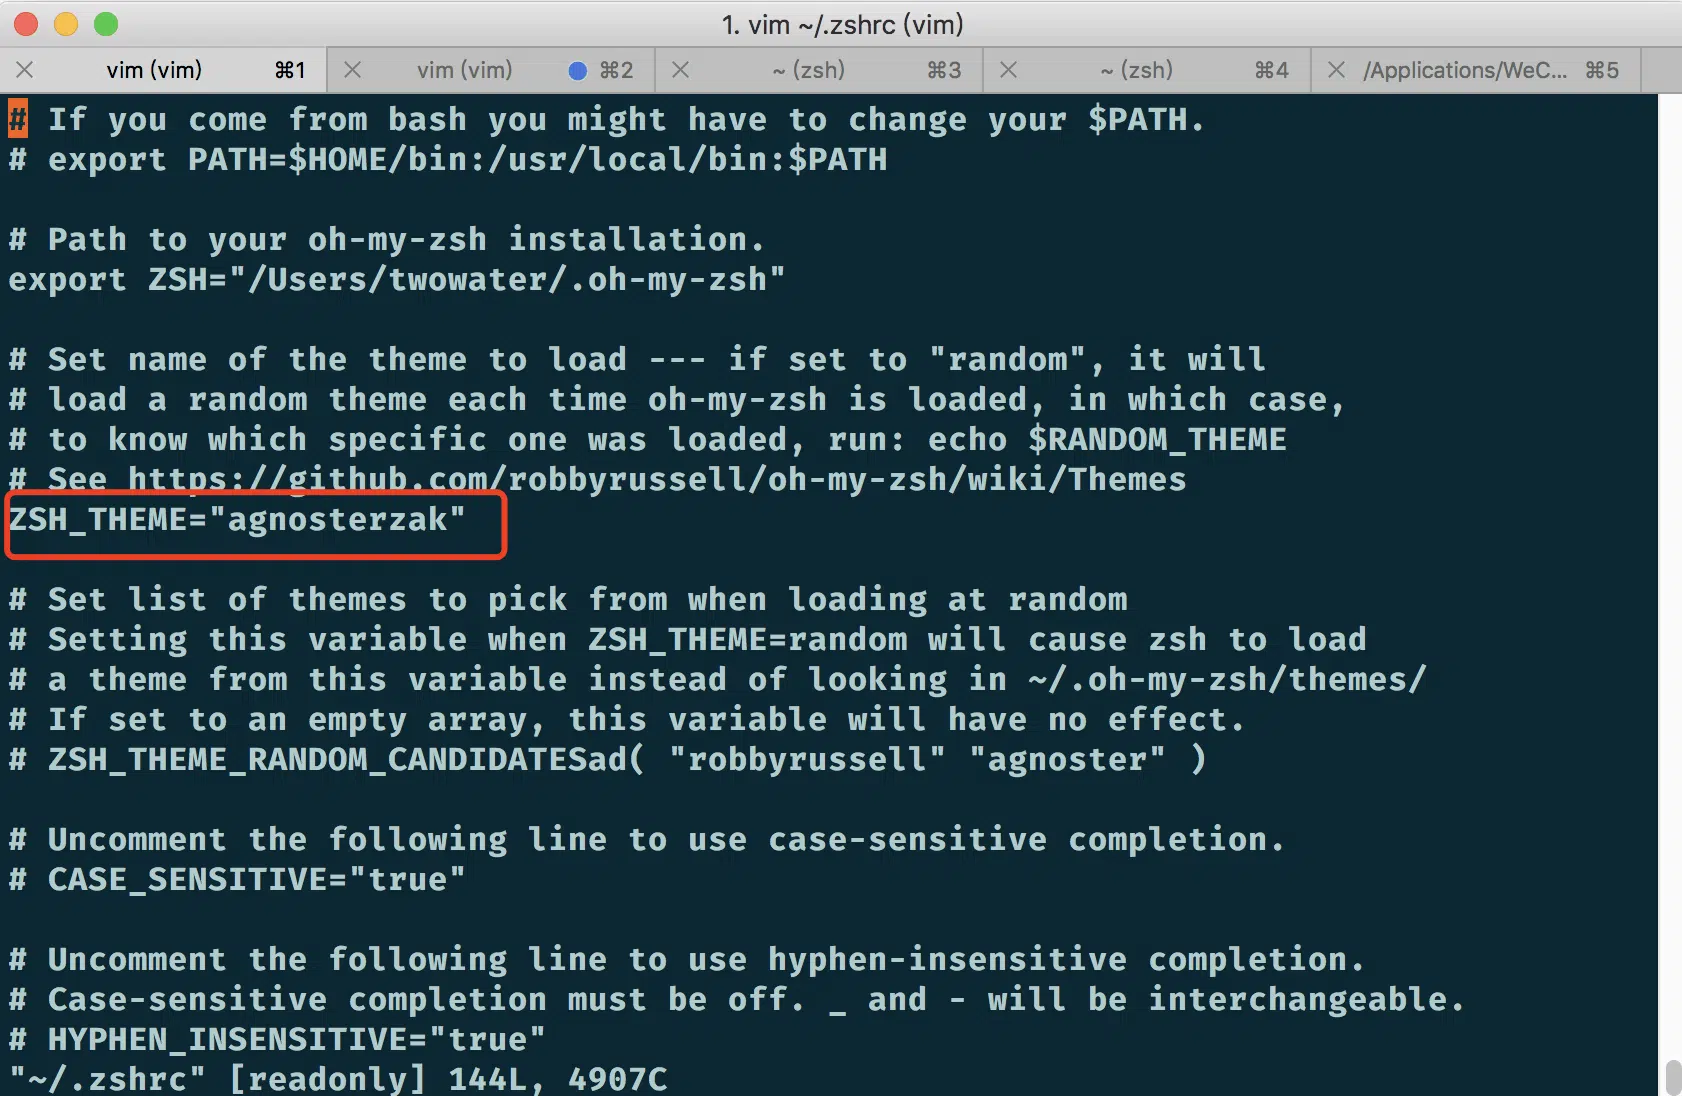 1. vim ~/.zshrc (vim)
vim (vim) ⌘1 vim (vim) ⌘2 ~ (zsh) ⌘3 ~ (zsh) ⌘4 /Applications/WeC... ⌘5
# If you come from bash you might have to change your $PATH.
# export PATH=$HOME/bin:/usr/local/bin:$PATH
# Path to your oh-my-zsh installation.
export ZSH="/Users/twowater/.oh-my-zsh"
# Set name of the theme to load --- if set to "random", it will
# load a random theme each time oh-my-zsh is loaded, in which case,
# to know which specific one was loaded, run: echo $RANDOM_THEME
# See https://github.com/robbyrussell/oh-my-zsh/wiki/Themes
ZSH_THEME="agnosterzak"
# Set list of themes to pick from when loading at random
# Setting this variable when ZSH_THEME=random will cause zsh to load
# a theme from this variable instead of looking in ~/.oh-my-zsh/themes/
# If set to an empty array, this variable will have no effect.
# ZSH_THEME_RANDOM_CANDIDATESad( "robbyrussell" "agnoster" )
# Uncomment the following line to use case-sensitive completion.
# CASE_SENSITIVE="true"
# Uncomment the following line to use hyphen-insensitive completion.
# Case-sensitive completion must be off. _ and - will be interchangeable.
# HYPHEN_INSENSITIVE="true"
"~/.zshrc" [readonly] 144L, 4907C